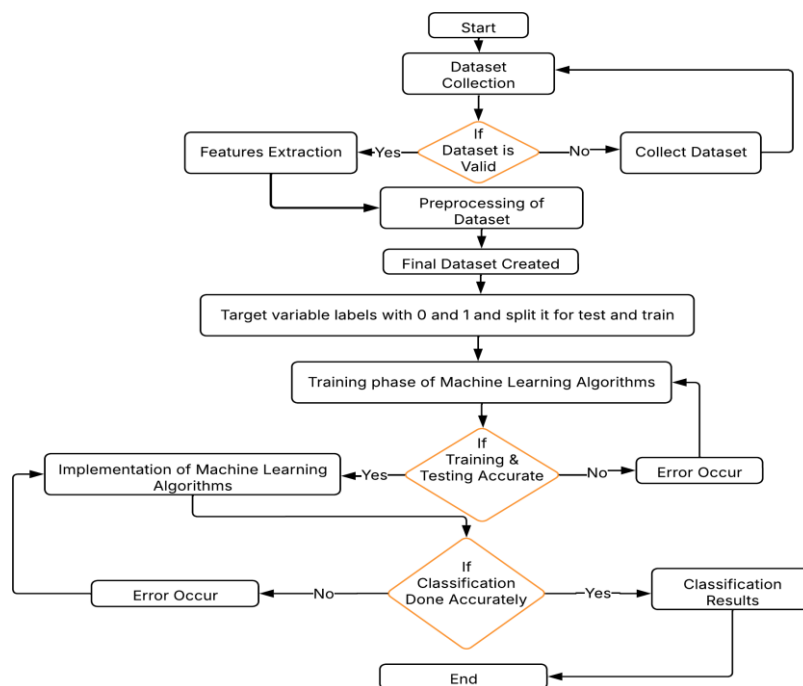 Start
Dataset
Collection
If
Dataset is
Valid
Yes
No
Features Extraction
Collect Dataset
Preprocessing of
Dataset
Final Dataset Created
Target variable labels with 0 and 1 and split it for test and train
Training phase of Machine Learning Algorithms
If
Training &
Testing Accurate
Yes
No
Implementation of Machine Learning
Algorithms
Error Occur
If
Classification
Done Accurately
No
Yes
Error Occur
Classification
Results
End